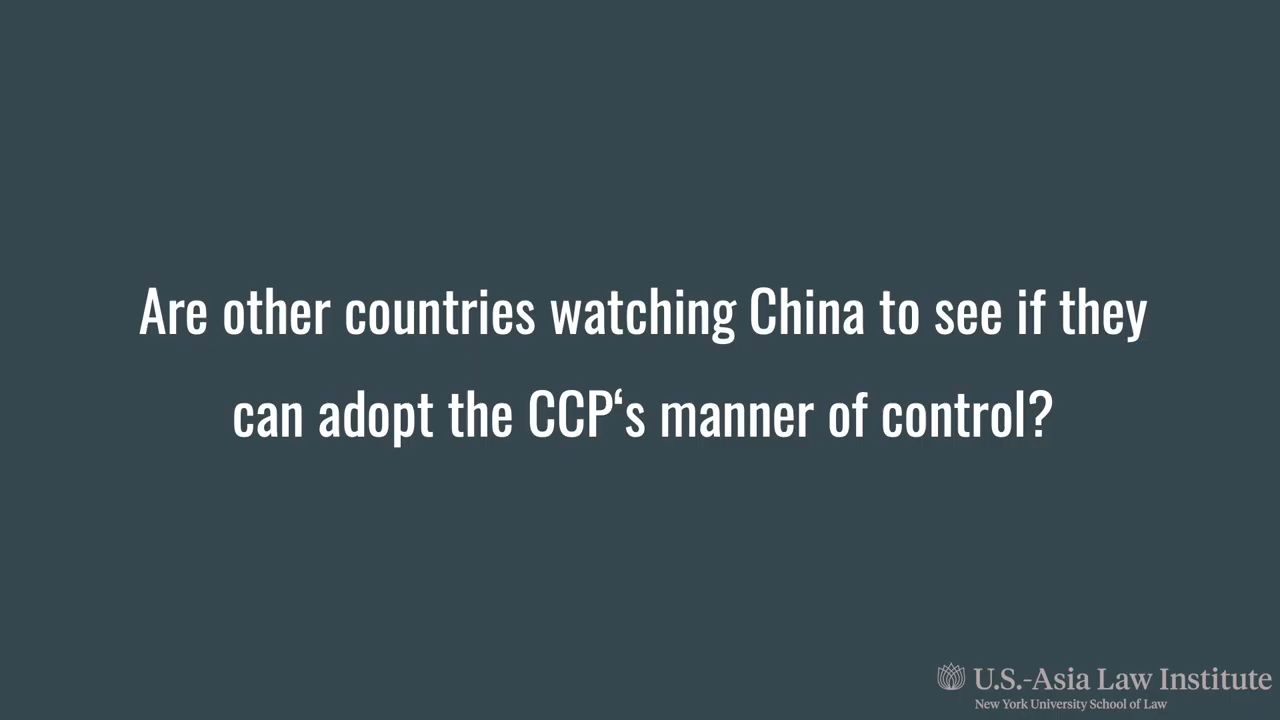 Are other countries watching China to see if they
can adopt the CCP‘s manner of control?
U.S.-Asia Law Institute
New York University School of Law